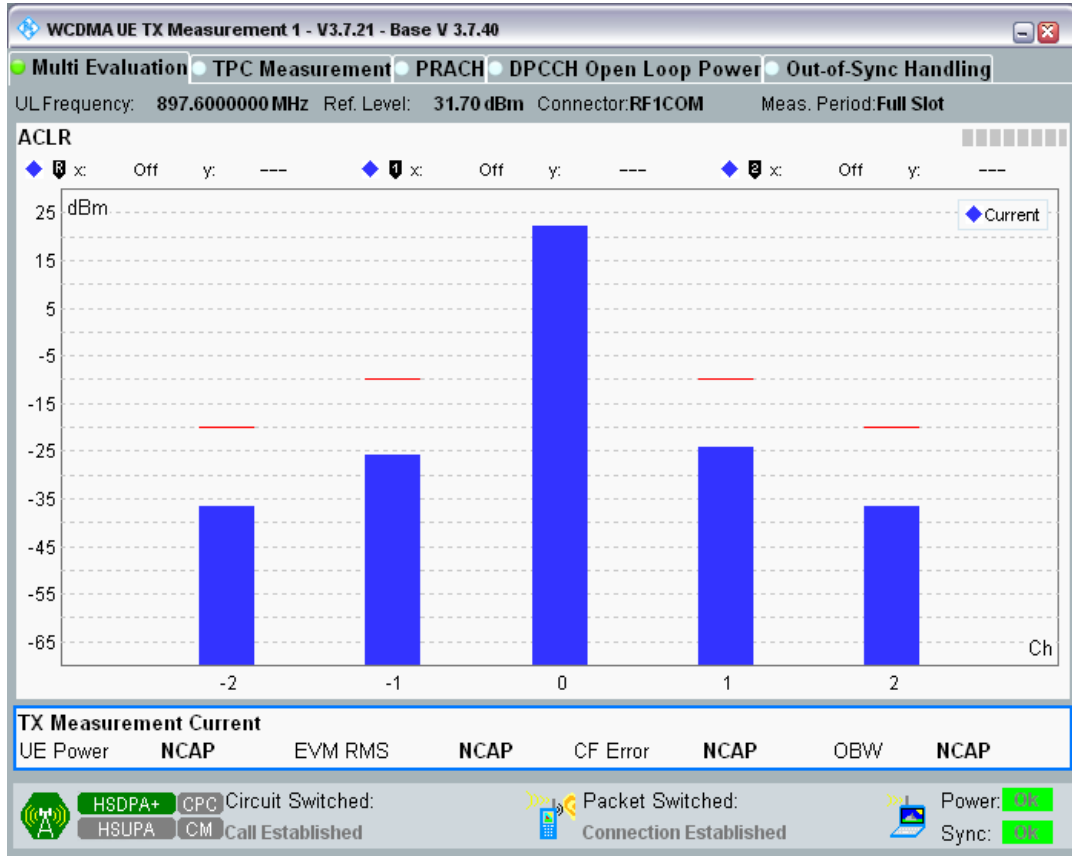 WCDMA UE TX Measurement 1 - V3.7.21 - Base V 3.7.40
Multi Evaluation TPC Measurement PRACH DPCCH Open Loop Power Out-of-Sync Handling
UL Frequency: 897.6000000 MHz Ref. Level: 31.70 dBm Connector:RF1COM Meas. Period:Full Slot
ACLR
R x: Off y: --- 1 x: Off y: --- 2 x: Off y: ---
dBm
Current
25
15
5
-5
-15
-25
-35
-45
-55
-65
Ch
-2 -1 0 1 2
TX Measurement Current
UE Power NCAP EVM RMS NCAP CF Error NCAP OBW NCAP
HSDPA+ CPC Circuit Switched: Packet Switched: Power: Ok
HSUPA CM Call Established Connection Established Sync: Ok